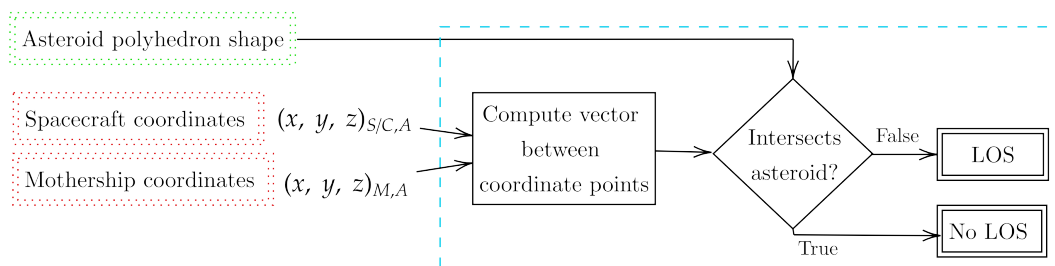 Asteroid polyhedron shape
Spacecraft coordinates
(x, y, z)S/C,A
Mothership coordinates
(x, y, z)M,A
Compute vector
between
coordinate points
Intersects
asteroid?
False
LOS
True
No LOS